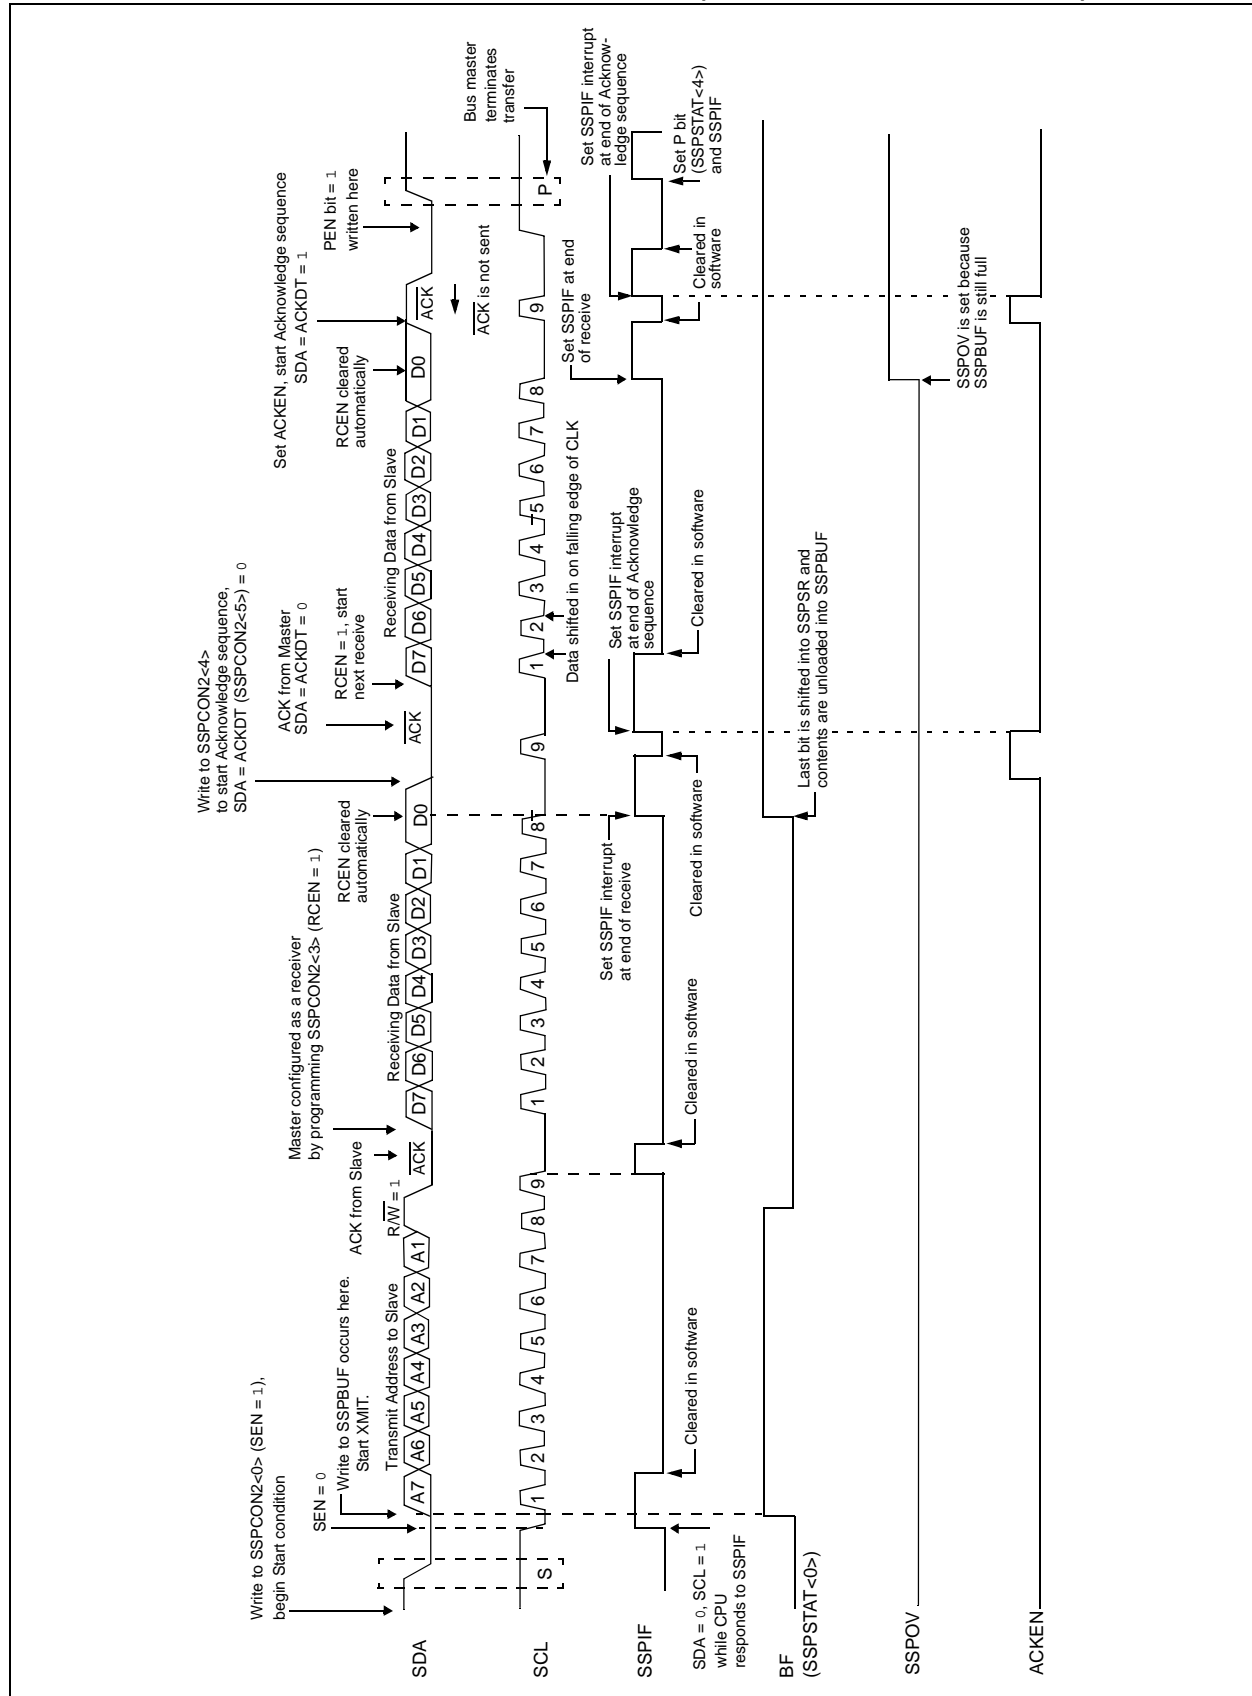 Write to SSPCON2<0> (SEN = 1),
begin Start condition
SEN = 0
Write to SSPBUF occurs here.
Start XMIT.
Transmit Address to Slave
ACK from Slave
R/W = 1
Master configured as a receiver
by programming SSPCON2<3> (RCEN = 1)
Receiving Data from Slave
RCEN cleared
automatically
Write to SSPCON2<4>
to start Acknowledge sequence,
SDA = ACKDT (SSPCON2<5>) = 0
ACK from Master
SDA = ACKDT = 0
RCEN = 1, start
next receive
Receiving Data from Slave
RCEN cleared
automatically
Set ACKEN, start Acknowledge sequence
SDA = ACKDT = 1
PEN bit = 1
written here
SDA
A7 A6 A5 A4 A3 A2 A1 ACK D7 D6 D5 D4 D3 D2 D1 D0 ACK D7 D6 D5 D4 D3 D2 D1 D0 ACK
ACK is not sent
Bus master
terminates
transfer
SCL
S 1 2 3 4 5 6 7 8 9 1 2 3 4 5 6 7 8 9 1 2 3 4 5 6 7 8 9 P
Data shifted in on falling edge of CLK
Set SSPIF interrupt
at end of receive
Set SSPIF interrupt
at end of Acknowledge
sequence
Set SSPIF at end
of receive
Set SSPIF interrupt
at end of Acknow-
ledge sequence
SSPIF
SDA = 0, SCL = 1
while CPU
responds to SSPIF
Cleared in software
Cleared in software
Cleared in software
Cleared in software
Cleared in
software
Set P bit
(SSPSTAT<4>)
and SSPIF
BF
(SSPSTAT<0>)
Last bit is shifted into SSPSR and
contents are unloaded into SSPBUF
SSPOV
SSPOV is set because
SSPBUF is still full
ACKEN